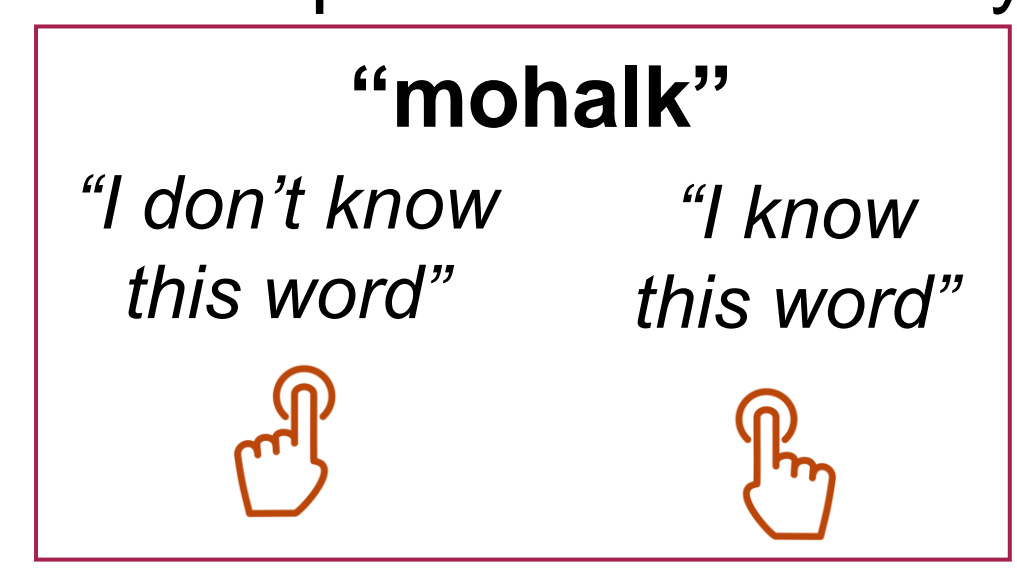 “mohalk”
“I don’t know
this word”
“I know
this word”